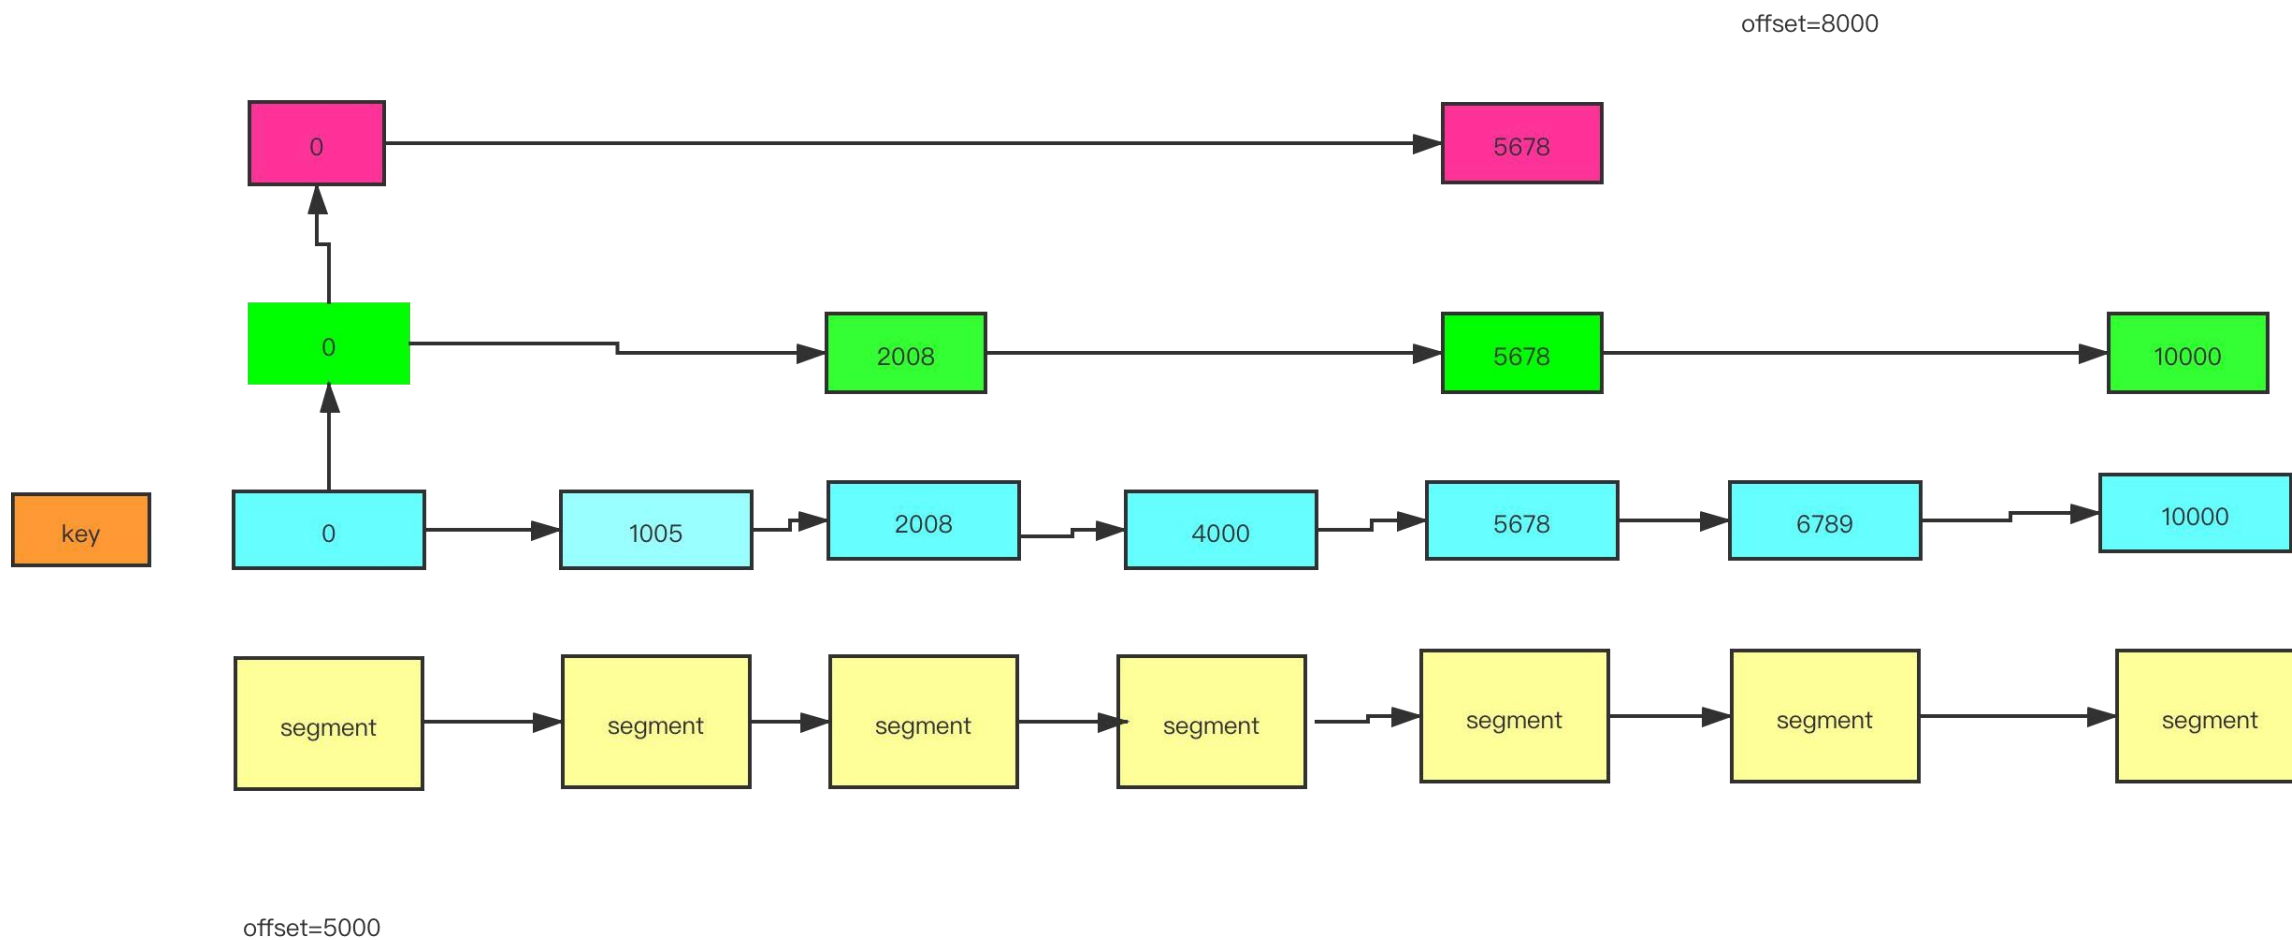 offset=8000
0
5678
0
2008
5678
10000
key
0
1005
2008
4000
5678
6789
10000
segment
segment
segment
segment
segment
segment
segment
offset=5000